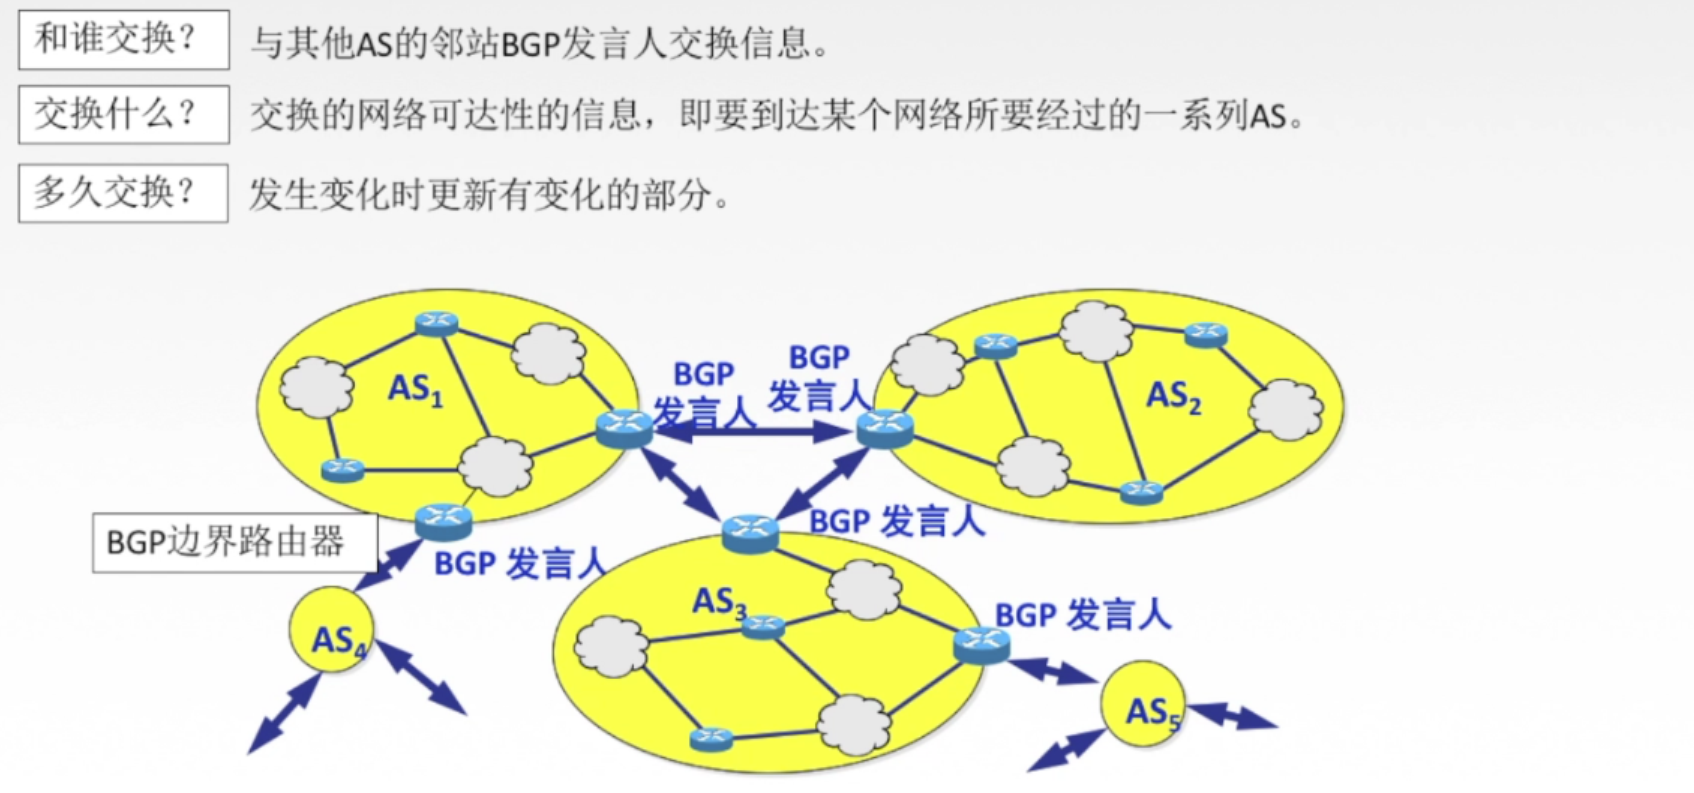 和谁交换？
与其他AS的邻站BGP发言人交换信息。
交换什么？
交换的网络可达性的信息，即要到达某个网络所要经过的一系列AS。
多久交换？
发生变化时更新有变化的部分。
BGP
发言人
BGP
发言人
AS1
AS2
BGP 发言人
BGP边界路由器
BGP 发言人
AS3
BGP 发言人
AS4
AS5